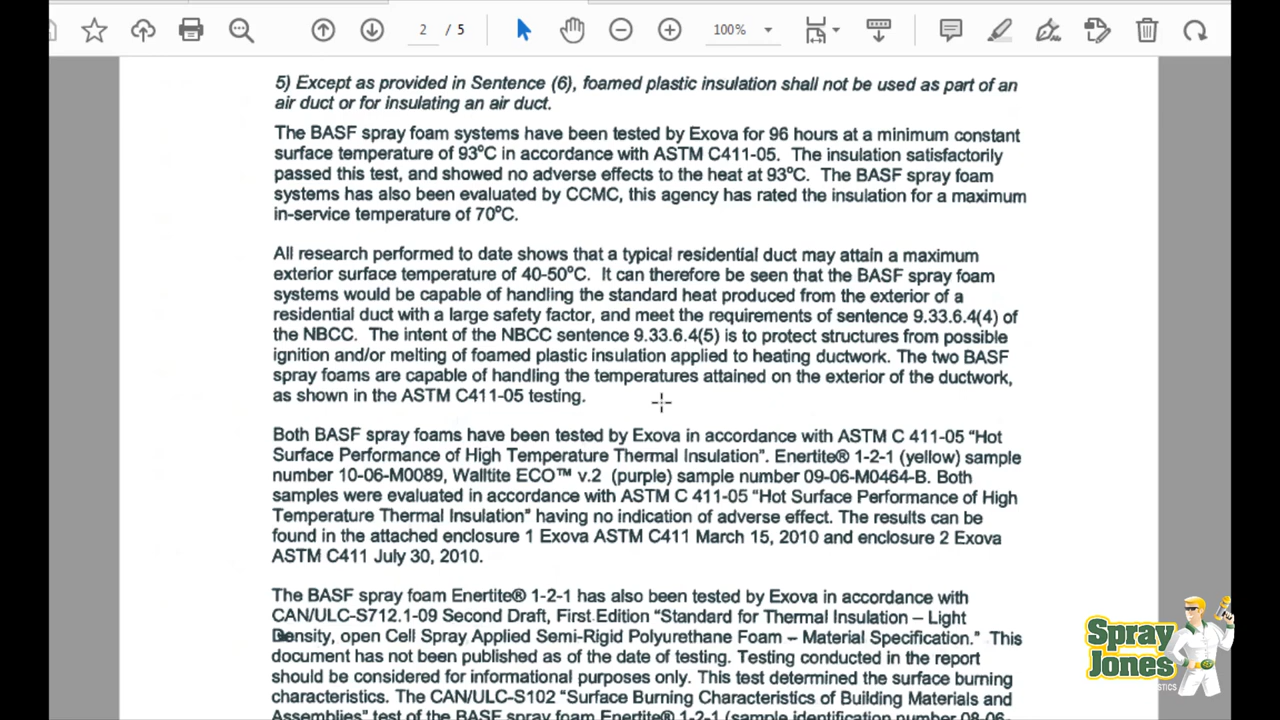 2 / 5
100%
5) Except as provided in Sentence (6), foamed plastic insulation shall not be used as part of an
air duct or for insulating an air duct.
The BASF spray foam systems have been tested by Exova for 96 hours at a minimum constant
surface temperature of 93ºC in accordance with ASTM C411-05. The insulation satisfactorily
passed this test, and showed no adverse effects to the heat at 93ºC. The BASF spray foam
systems has also been evaluated by CCMC, this agency has rated the insulation for a maximum
in-service temperature of 70ºC.
All research performed to date shows that a typical residential duct may attain a maximum
exterior surface temperature of 40-50ºC. It can therefore be seen that the BASF spray foam
systems would be capable of handling the standard heat produced from the exterior of a
residential duct with a large safety factor, and meet the requirements of sentence 9.33.6.4(4) of
the NBCC. The intent of the NBCC sentence 9.33.6.4(5) is to protect structures from possible
ignition and/or melting of foamed plastic insulation applied to heating ductwork. The two BASF
spray foams are capable of handling the temperatures attained on the exterior of the ductwork,
as shown in the ASTM C411-05 testing.
Both BASF spray foams have been tested by Exova in accordance with ASTM C 411-05 “Hot
Surface Performance of High Temperature Thermal Insulation”. Enertite® 1-2-1 (yellow) sample
number 10-06-M0089, Walltite ECO™ v.2 (purple) sample number 09-06-M0464-B. Both
samples were evaluated in accordance with ASTM C 411-05 “Hot Surface Performance of High
Temperature Thermal Insulation” having no indication of adverse effect. The results can be
found in the attached enclosure 1 Exova ASTM C411 March 15, 2010 and enclosure 2 Exova
ASTM C411 July 30, 2010.
The BASF spray foam Enertite® 1-2-1 has also been tested by Exova in accordance with
CAN/ULC-S712.1-09 Second Draft, First Edition “Standard for Thermal Insulation – Light
Density, open Cell Spray Applied Semi-Rigid Polyurethane Foam – Material Specification.” This
document has not been published as of the date of testing. Testing conducted in the report
should be considered for informational purposes only. This test determined the surface burning
characteristics. The CAN/ULC-S102 “Surface Burning Characteristics of Building Materials and
Assemblies” test of the BASF spray foam Enertite® 1-2-1 (sample identification number 08-06-
Spray
Jones